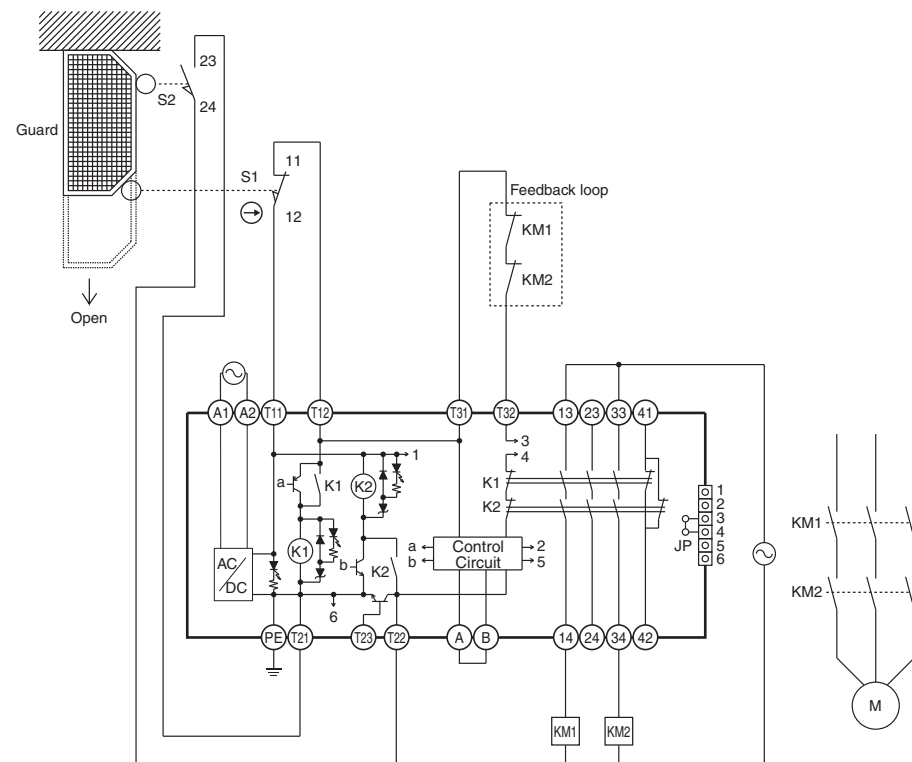 23
S2
24
Guard
11
S1
12
Open
Feedback loop
KM1
KM2
A1 A2 T11 T12 T31 T32 13 23 33 41
1
3
4
a
K1
K2
K1
K2
K1
b
K2
AC
DC
6
a
b
Control
Circuit
2
5
JP
1
2
3
4
5
6
PE T21 T23 T22 A B 14 24 34 42
KM1
KM2
KM1
KM2
M